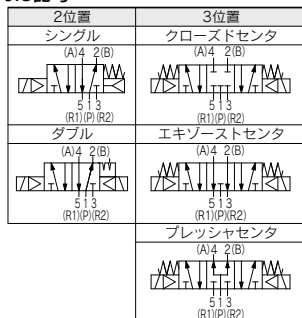 2位置 3位置
シングル クローズドセンタ
(A)4 2(B) (A)4 2(B)
5 1 3 5 1 3
(R1)(P)(R2) (R1)(P)(R2)
ダブル エキゾーストセンタ
(A)4 2(B) (A)4 2(B)
5 1 3 5 1 3
(R1)(P)(R2) (R1)(P)(R2)
プレッシャセンタ
(A)4 2(B)
5 1 3
(R1)(P)(R2)